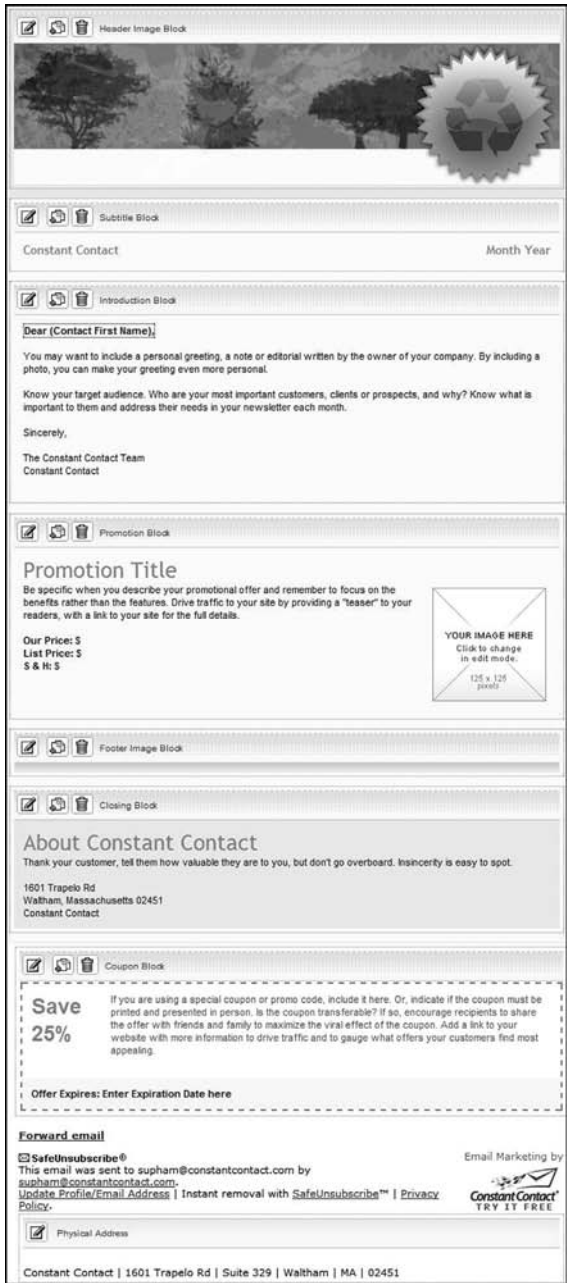 Header Image Block
Subtitle Block
Constant Contact Month Year
Introduction Block
Dear (Contact First Name),
You may want to include a personal greeting, a note or editorial written by the owner of your company. By including a
photo, you can make your greeting even more personal.
Know your target audience. Who are your most important customers, clients or prospects, and why? Know what is
important to them and address their needs in your newsletter each month.
Sincerely,
The Constant Contact Team
Constant Contact
Promotion Block
Promotion Title
Be specific when you describe your promotional offer and remember to focus on the
benefits rather than the features. Drive traffic to your site by providing a "teaser" to your
readers, with a link to your site for the full details.
Our Price: $
List Price: $
S & H: $
YOUR IMAGE HERE
Click to change
in edit mode.
125 x 125
pixels
Footer Image Block
Closing Block
About Constant Contact
Thank your customer, tell them how valuable they are to you, but don't go overboard. Insincerity is easy to spot.
1601 Trapelo Rd
Waltham, Massachusetts 02451
Constant Contact
Coupon Block
Save
25%
If you are using a special coupon or promo code, include it here. Or, indicate if the coupon must be
printed and presented in person. Is the coupon transferable? If so, encourage recipients to share
the offer with friends and family to maximize the viral effect of the coupon. Add a link to your
website with more information to drive traffic and to gauge what offers your customers find most
appealing.
Offer Expires: Enter Expiration Date here
Forward email
SafeUnsubscribe®
This email was sent to supham@constantcontact.com by
supham@constantcontact.com.
Update Profile/Email Address | Instant removal with SafeUnsubscribe™ | Privacy
Policy.
Email Marketing by
Constant Contact®
TRY IT FREE
Physical Address
Constant Contact | 1601 Trapelo Rd | Suite 329 | Waltham | MA | 02451